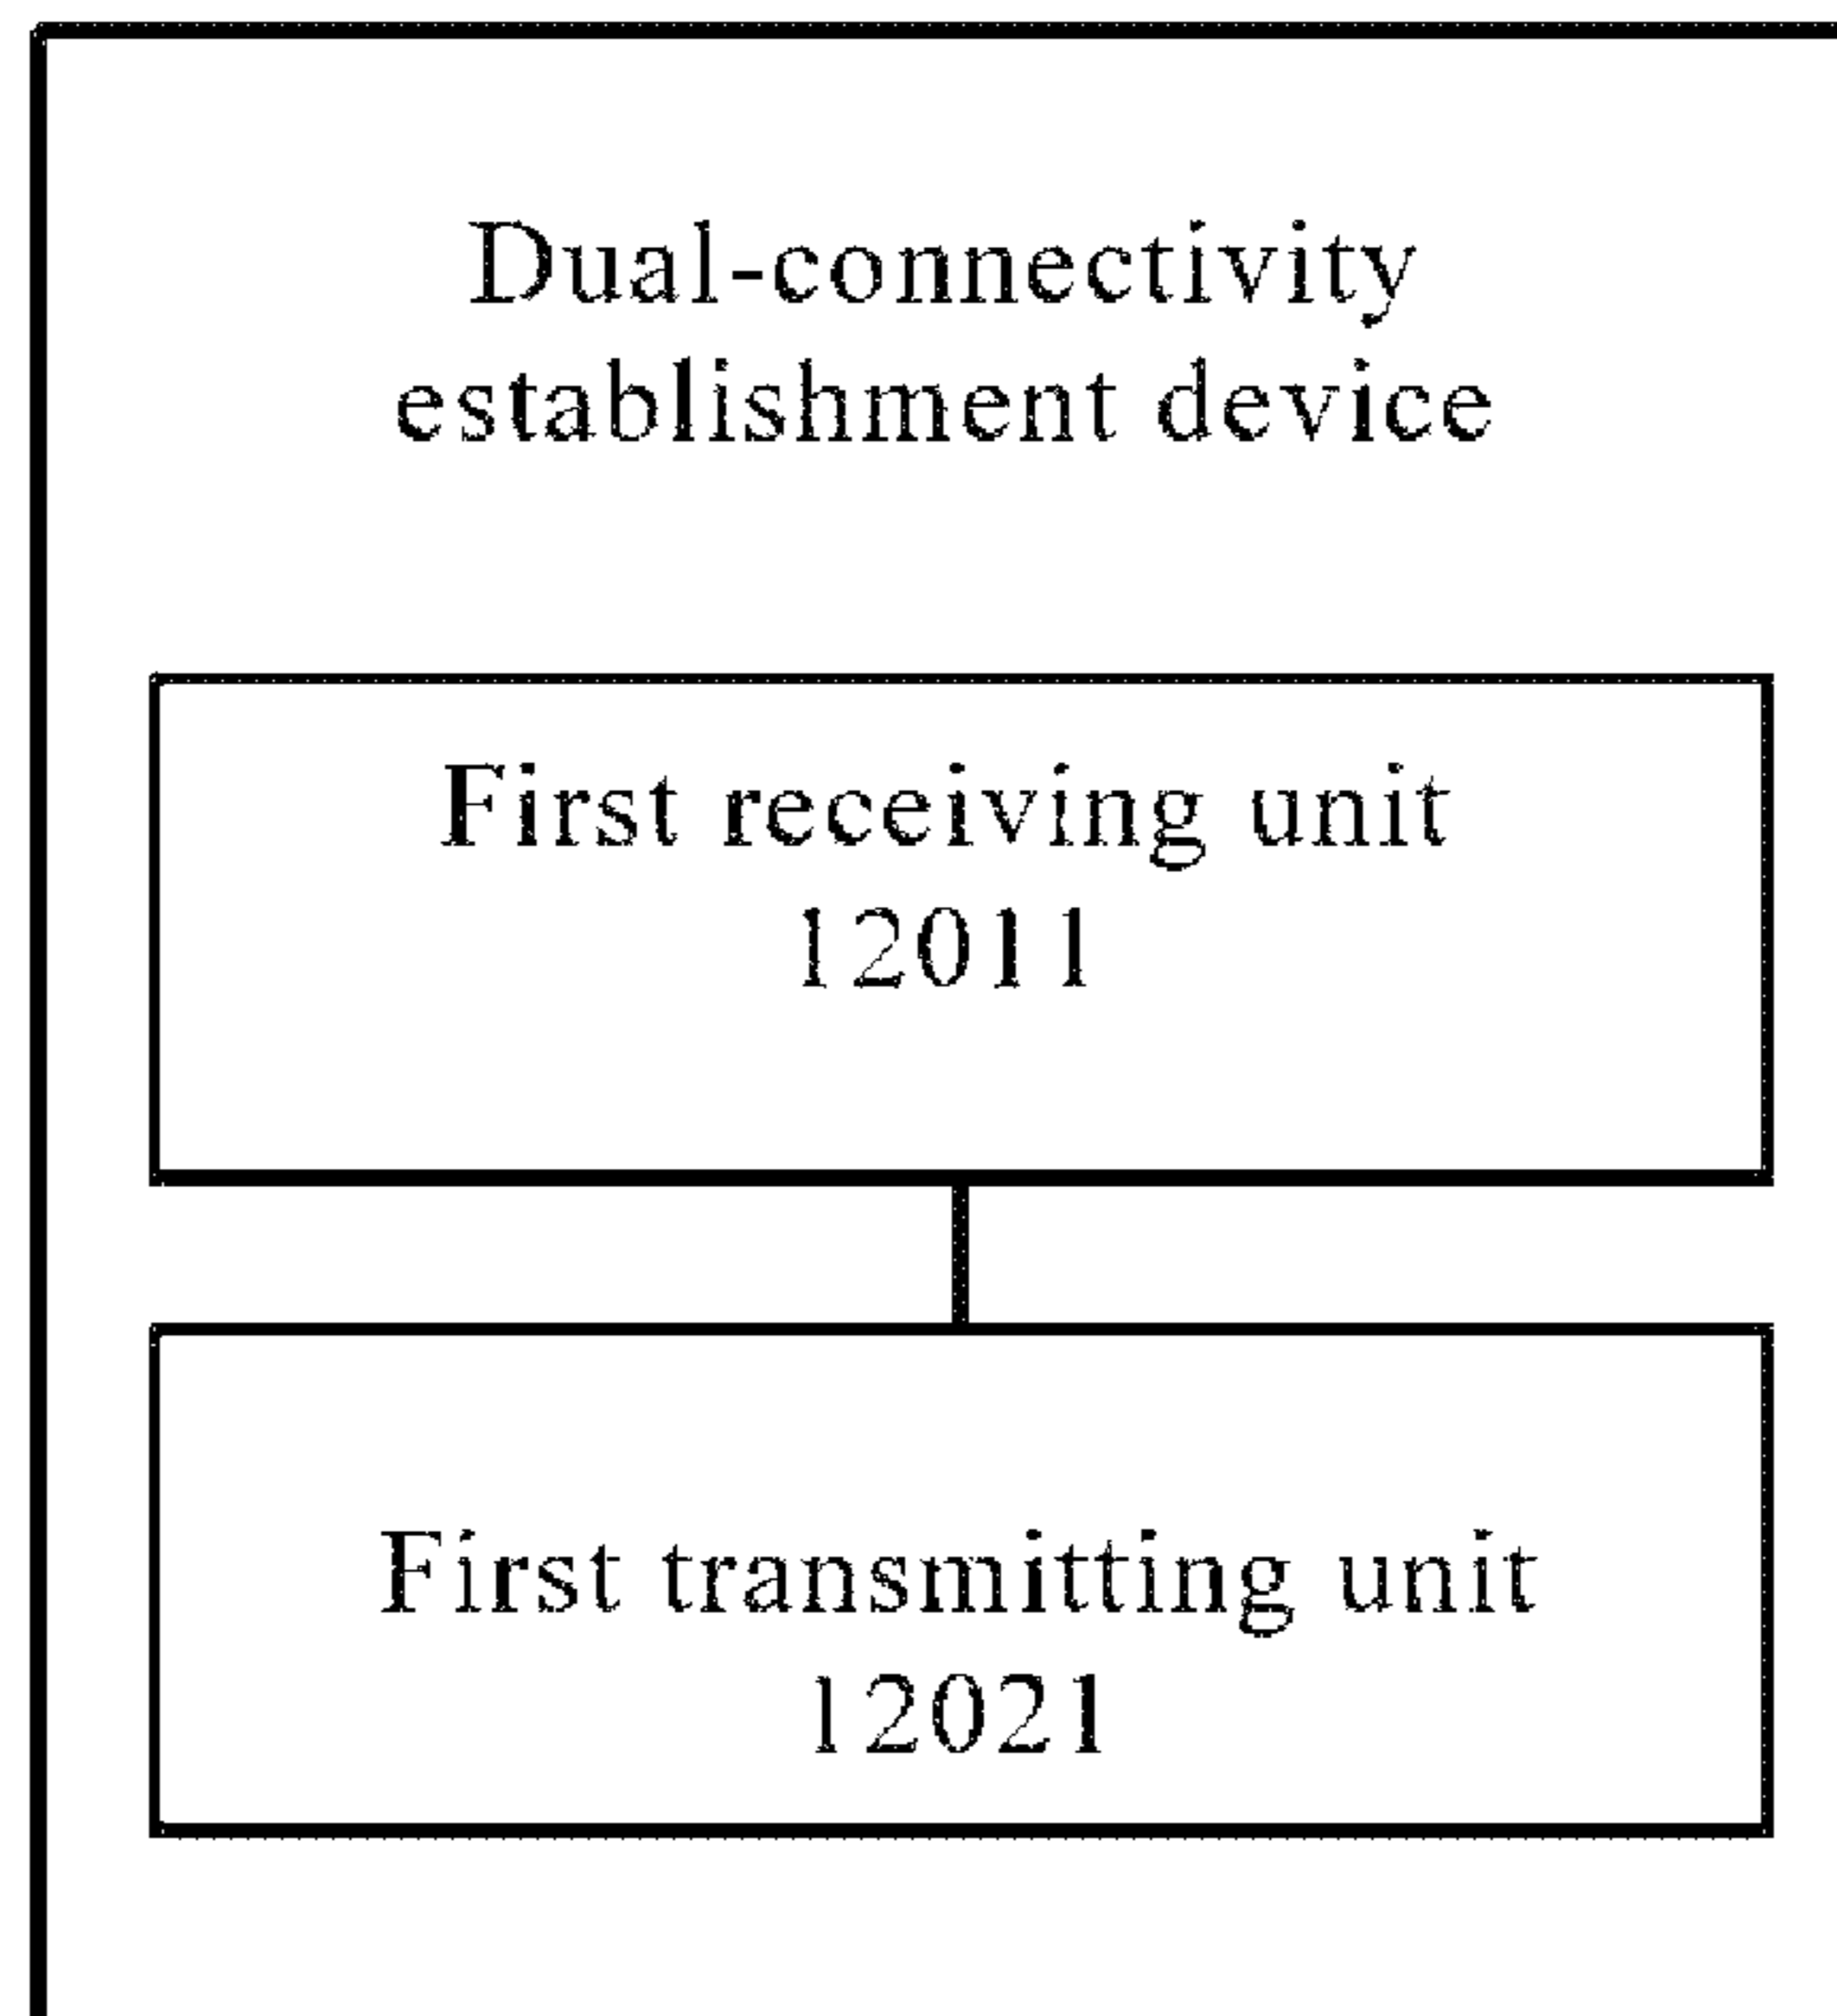 Dual-connectivity
establishment device
First receiving unit
12011
First transmitting unit
12021